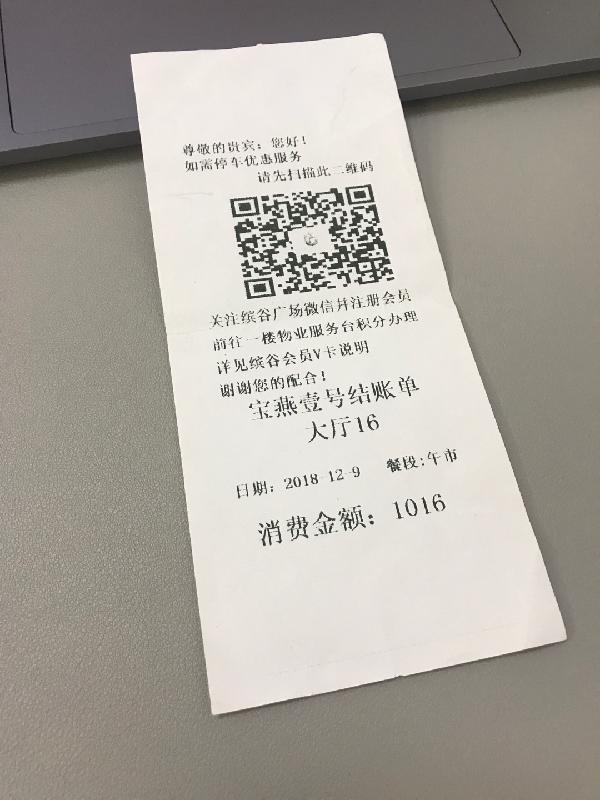 尊敬的贵宾：您好！
如需停车优惠服务
请先扫描此二维码
关注缤谷广场微信并注册会员
前往一楼物业服务台积分办理
详见缤谷会员V卡说明
谢谢您的配合！
宝燕壹号结账单
大厅16
日期：2018-12-9 餐段:午市
消费金额：1016